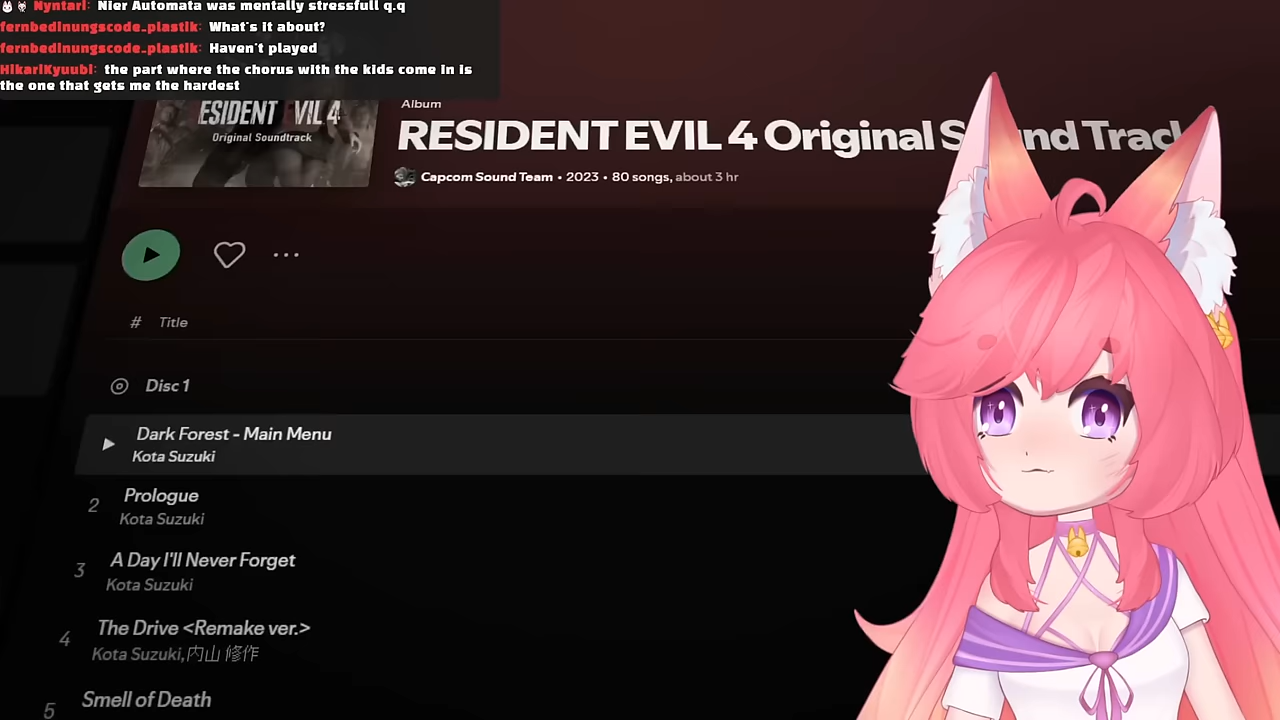 Nyntari: Nier Automata was mentally stressfull q.q
fernbedinungscode_plastik: What's it about?
fernbedinungscode_plastik: Haven't played
HikariKyuubi: the part where the chorus with the kids come in is
the one that gets me the hardest
ESIDENT EVIL 4
Original Soundtrack
Album
RESIDENT EVIL 4 Original Sound Track
Capcom Sound Team • 2023 • 80 songs, about 3 hr
# Title
Disc 1
Dark Forest - Main Menu
Kota Suzuki
2 Prologue
Kota Suzuki
3 A Day I'll Never Forget
Kota Suzuki
4 The Drive <Remake ver.>
Kota Suzuki,内山 修作
5 Smell of Death